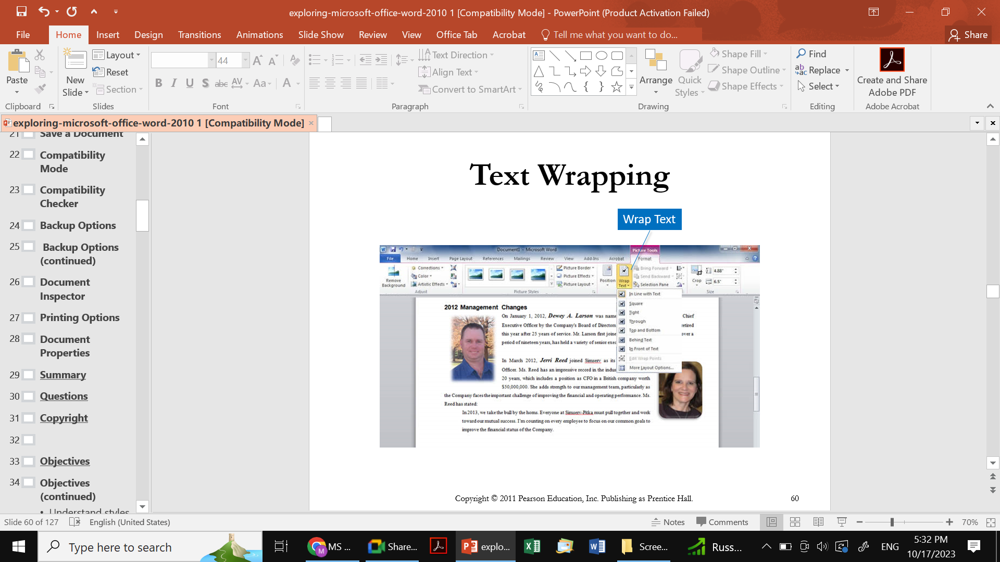 exploring-microsoft-office-word-2010 1 [Compatibility Mode] - PowerPoint (Product Activation Failed)
File Home Insert Design Transitions Animations Slide Show Review View Office Tab Acrobat Tell me what you want to do... Share
Paste
Clipboard
New Slide
Layout
Reset
Section
Slides
44
B I U S abc AV Aa A
Font
Text Direction
Align Text
Convert to SmartArt
Paragraph
Arrange
Quick Styles
Shape Fill
Shape Outline
Shape Effects
Drawing
Find
Replace
Select
Editing
Create and Share Adobe PDF
Adobe Acrobat
exploring-microsoft-office-word-2010 1 [Compatibility Mode]
21 Save a Document
22 Compatibility
Mode
23 Compatibility
Checker
24 Backup Options
25 Backup Options
(continued)
26 Document
Inspector
27 Printing Options
28 Document
Properties
29 Summary
30 Questions
31 Copyright
32
33 Objectives
34 Objectives
(continued)
• Understand styles
Text Wrapping
Wrap Text
Document1 - Microsoft Word
Picture Tools
File Home Insert Page Layout References Mailings Review View Add-Ins Acrobat Format
Remove Background
Corrections
Color
Artistic Effects
Adjust
Picture Styles
Picture Border
Picture Effects
Picture Layout
Position
Wrap Text
Bring Forward
Send Backward
Selection Pane
Crop
4.88"
6.5"
Size
In Line with Text
Square
Tight
Through
Top and Bottom
Behind Text
In Front of Text
Edit Wrap Points
More Layout Options...
2012 Management Changes
On January 1, 2012, Dewey A. Larson was name Chief
Executive Officer by the Company's Board of Directors retired
this year after 25 years of service. Mr. Larson first joine over a
period of nineteen years, has held a variety of senior exec
In March 2012, Jerri Reed joined Simserv as its
Officer. Ms. Reed has an impressive record in the indus
20 years, which includes a position as CFO in a British company worth
$50,000,000. She adds strength to our management team, particularly as
the Company faces the important challenge of improving the financial and operating performance. Ms.
Reed has stated:
In 2013, we take the bull by the horns. Everyone at Simserv-Pitka must pull together and work
toward our mutual success. I'm counting on every employee to focus on our common goals to
improve the financial status of the Company.
Copyright © 2011 Pearson Education, Inc. Publishing as Prentice Hall. 60
Slide 60 of 127 English (United States) Notes Comments 70%
Type here to search MS ... Share... explo... Scree... Russ... ENG
5:32 PM
10/17/2023